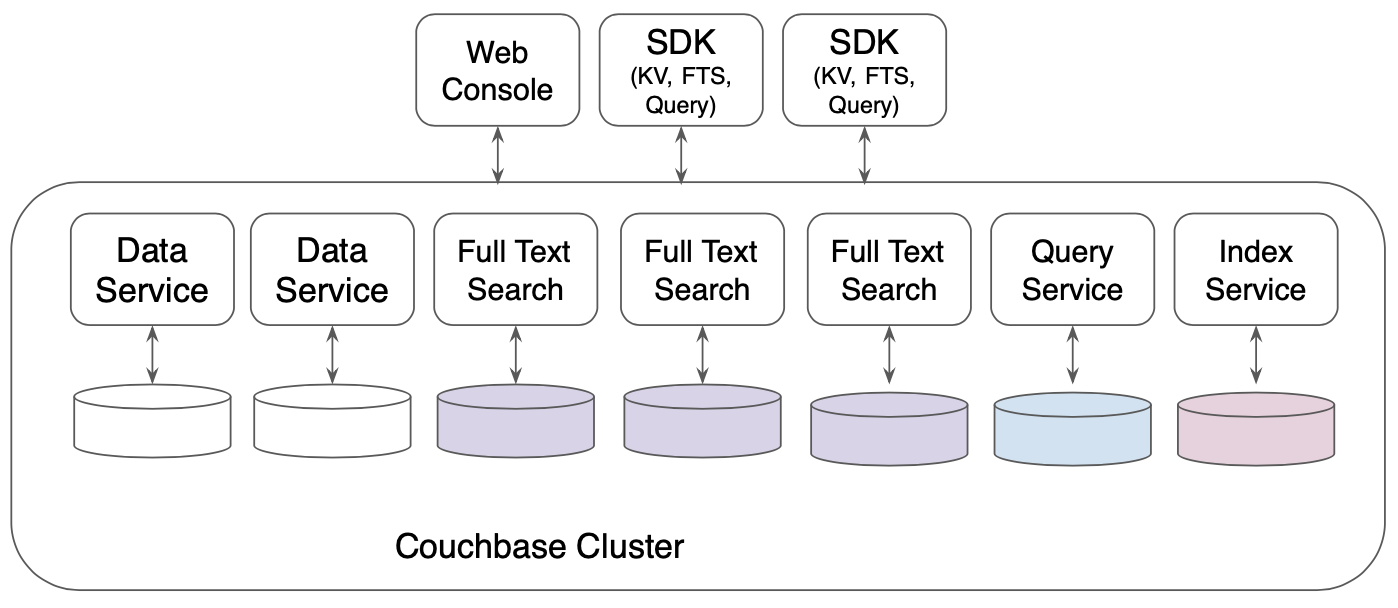 Web
Console
SDK
(KV, FTS,
Query)
SDK
(KV, FTS,
Query)
Data
Service
Data
Service
Full Text
Search
Full Text
Search
Full Text
Search
Query
Service
Index
Service
Couchbase Cluster